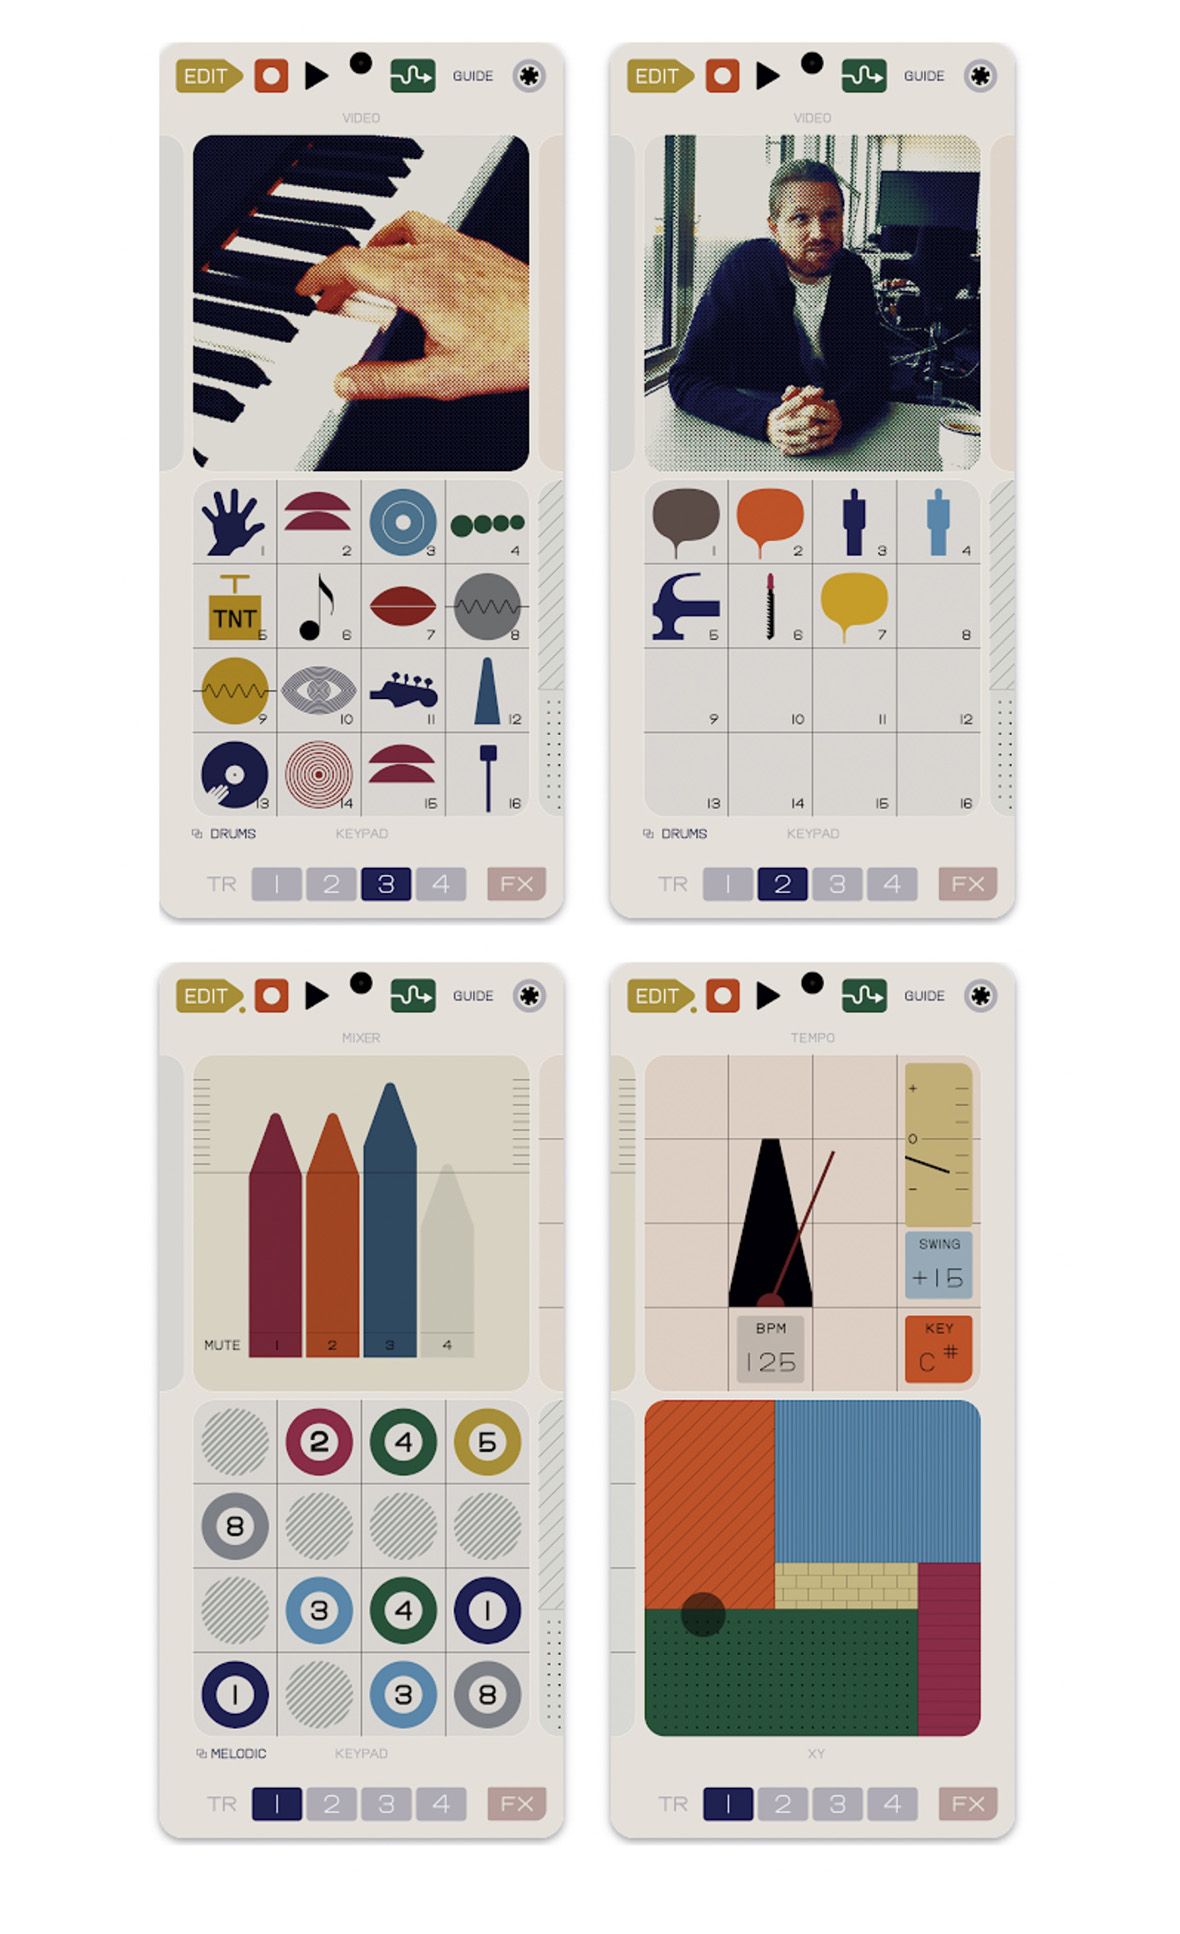 EDIT GUIDE
VIDEO
1 2 3 4
TNT
5 6 7 8
9 10 11 12
13 14 15 16
DRUMS KEYPAD
TR 1 2 3 4 FX
EDIT GUIDE
VIDEO
1 2 3 4
5 6 7 8
9 10 11 12
13 14 15 16
DRUMS KEYPAD
TR 1 2 3 4 FX
EDIT GUIDE
MIXER
MUTE 1 2 3 4
2 4 5
8
3 4 1
1 3 8
MELODIC KEYPAD
TR 1 2 3 4 FX
EDIT GUIDE
TEMPO
+
0
-
SWING
+15
BPM KEY
125 C#
XY
TR 1 2 3 4 FX